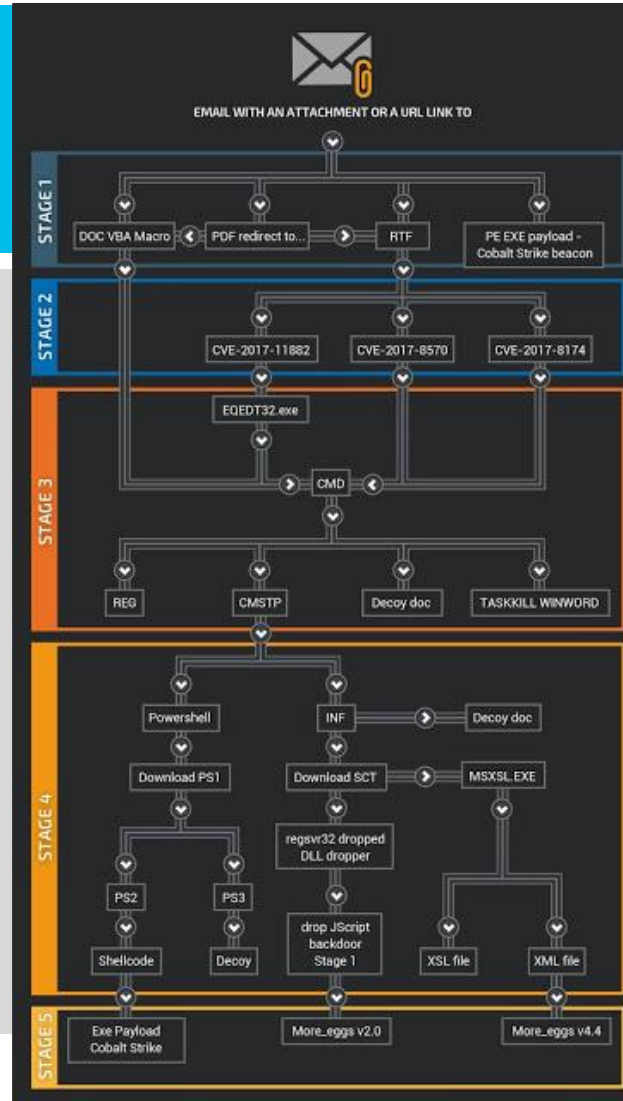 EMAIL WITH AN ATTACHMENT OR A URL LINK TO
STAGE 1
DOC VBA Macro
PDF redirect to...
RTF
PE EXE payload -
Cobalt Strike beacon
STAGE 2
CVE-2017-11882
CVE-2017-8570
CVE-2017-8174
STAGE 3
EQEDT32.exe
CMD
REG
CMSTP
Decoy doc
TASKKILL WINWORD
STAGE 4
Powershell
INF
Decoy doc
Download PS1
Download SCT
MSXSL.EXE
regsvr32 dropped
DLL dropper
PS2
PS3
drop JScript
backdoor
Stage 1
Shellcode
Decoy
XSL file
XML file
STAGE 5
Exe Payload
Cobalt Strike
More_eggs v2.0
More_eggs v4.4